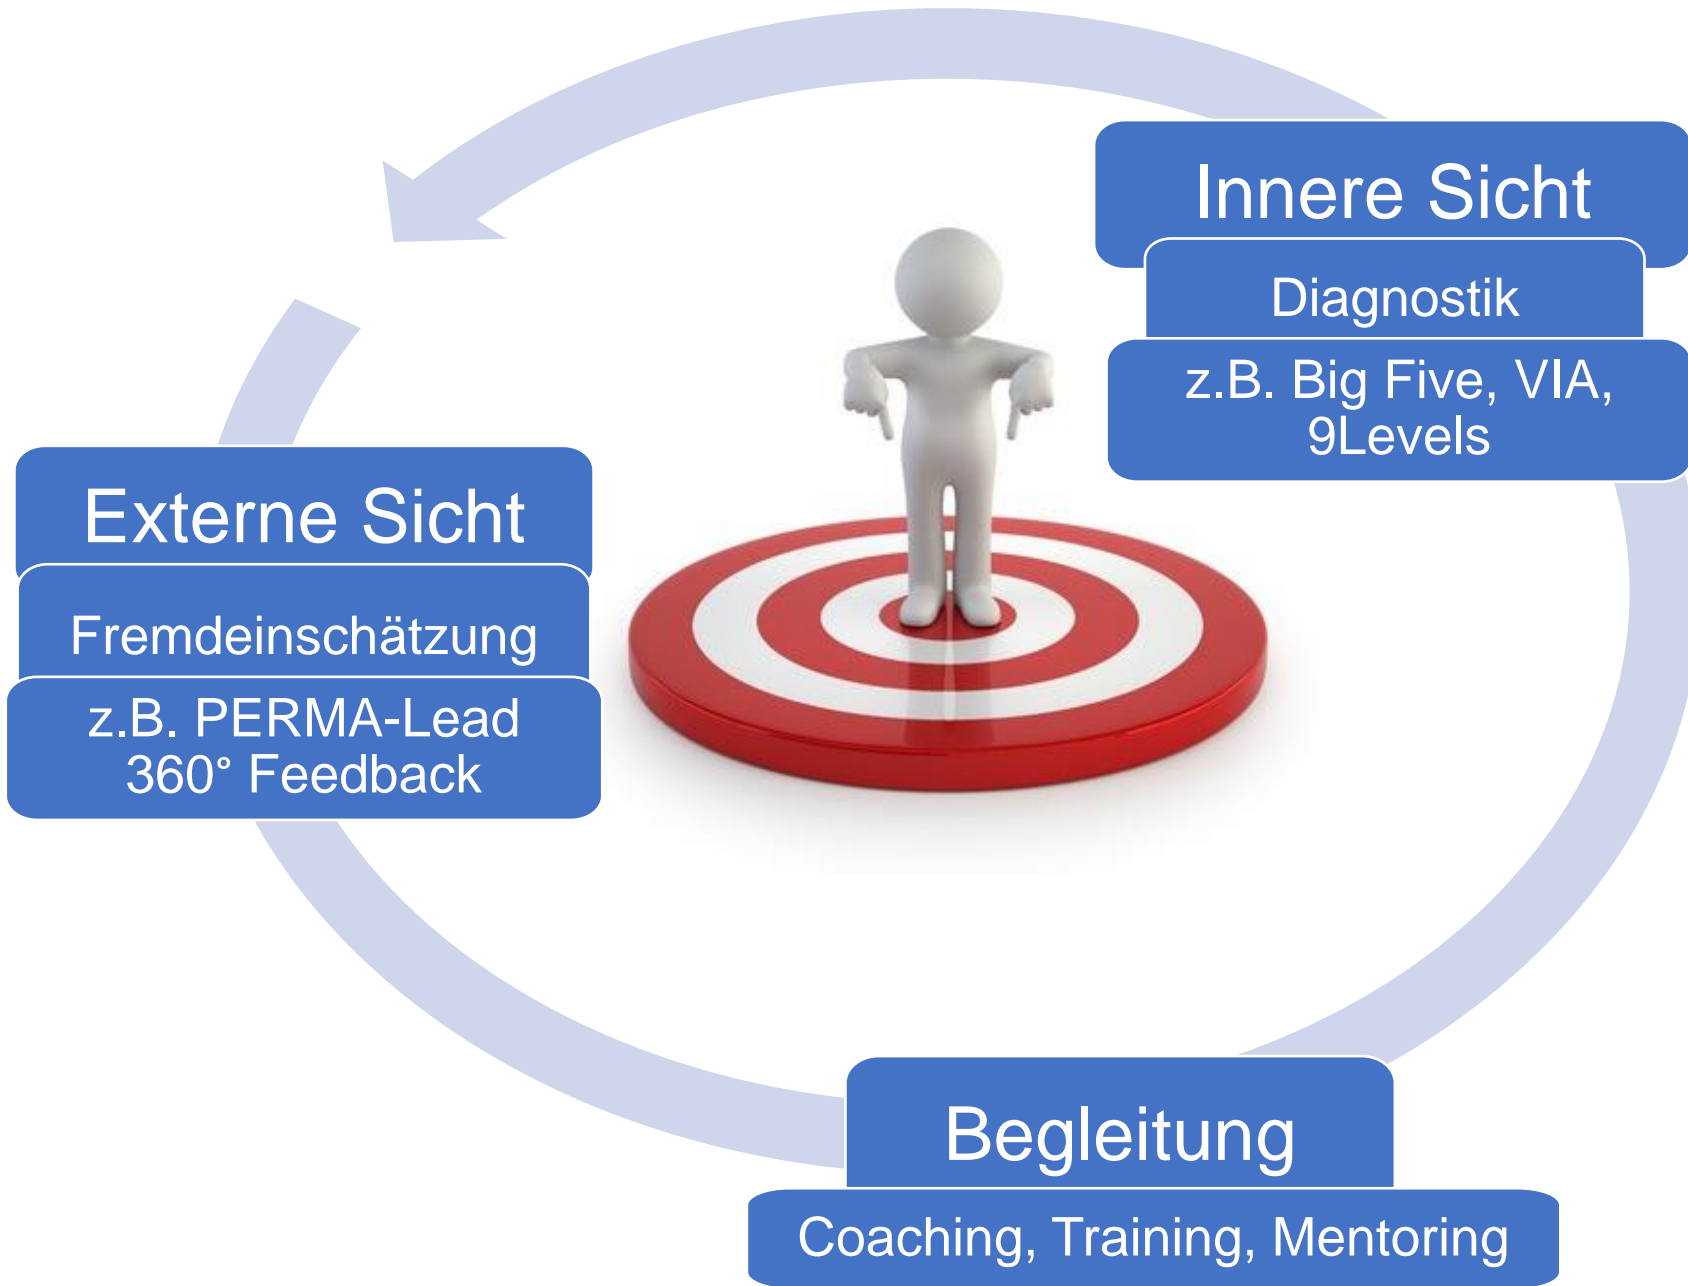 Innere Sicht
Diagnostik
z.B. Big Five, VIA,
9Levels
Externe Sicht
Fremdeinschätzung
z.B. PERMA-Lead
360° Feedback
Begleitung
Coaching, Training, Mentoring